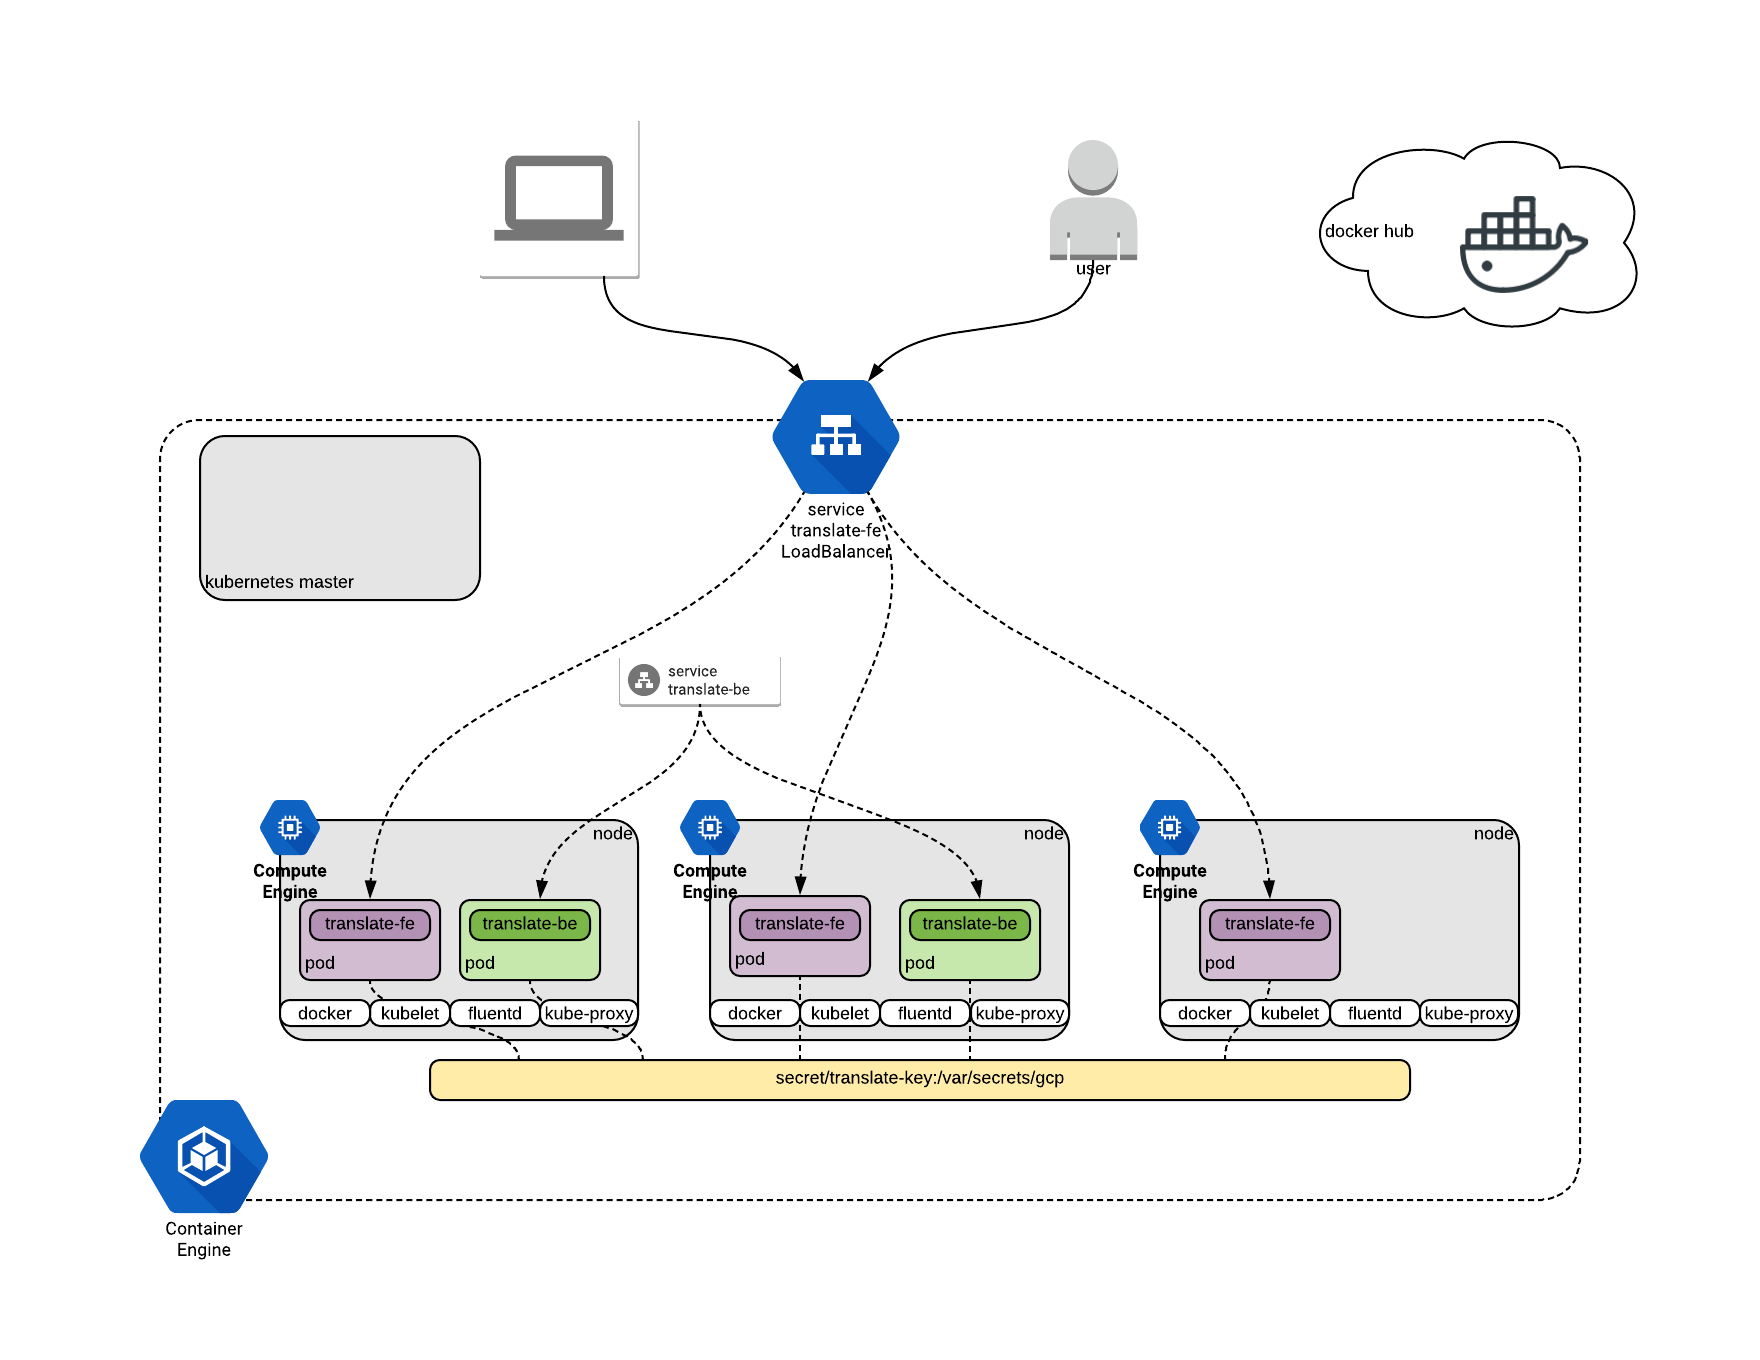 user
docker hub
service
translate-fe
LoadBalancer
kubernetes master
service
translate-be
Compute
Engine
node
translate-fe
pod
translate-be
pod
docker
kubelet
fluentd
kube-proxy
Compute
Engine
node
translate-fe
pod
translate-be
pod
docker
kubelet
fluentd
kube-proxy
Compute
Engine
node
translate-fe
pod
docker
kubelet
fluentd
kube-proxy
secret/translate-key:/var/secrets/gcp
Container
Engine